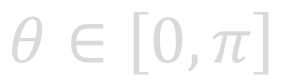 θ ∈ [0, π]